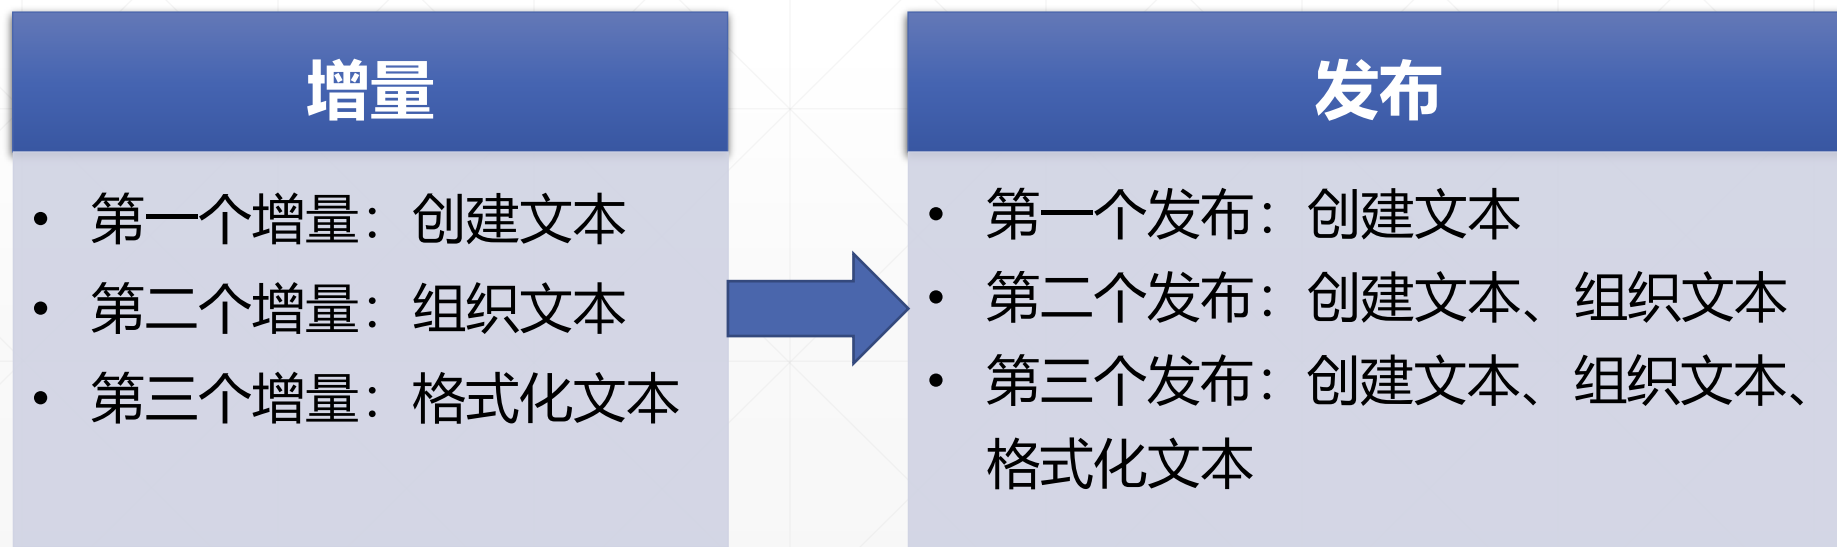 增量
• 第一个增量：创建文本
• 第二个增量：组织文本
• 第三个增量：格式化文本
发布
• 第一个发布：创建文本
• 第二个发布：创建文本、组织文本
• 第三个发布：创建文本、组织文本、
格式化文本